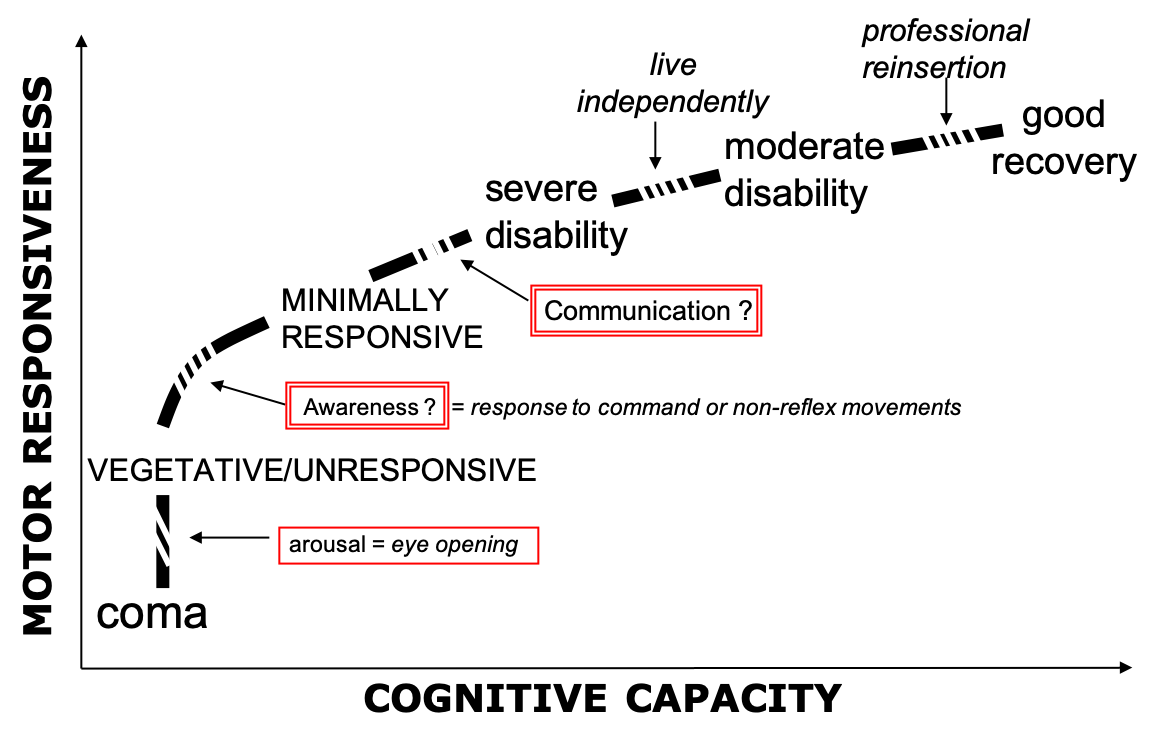 professional
reinsertion
live
independently
good
recovery
moderate
disability
severe
disability
MINIMALLY
RESPONSIVE
Communication ?
Awareness ? = response to command or non-reflex movements
VEGETATIVE/UNRESPONSIVE
arousal = eye opening
coma
MOTOR RESPONSIVENESS
COGNITIVE CAPACITY